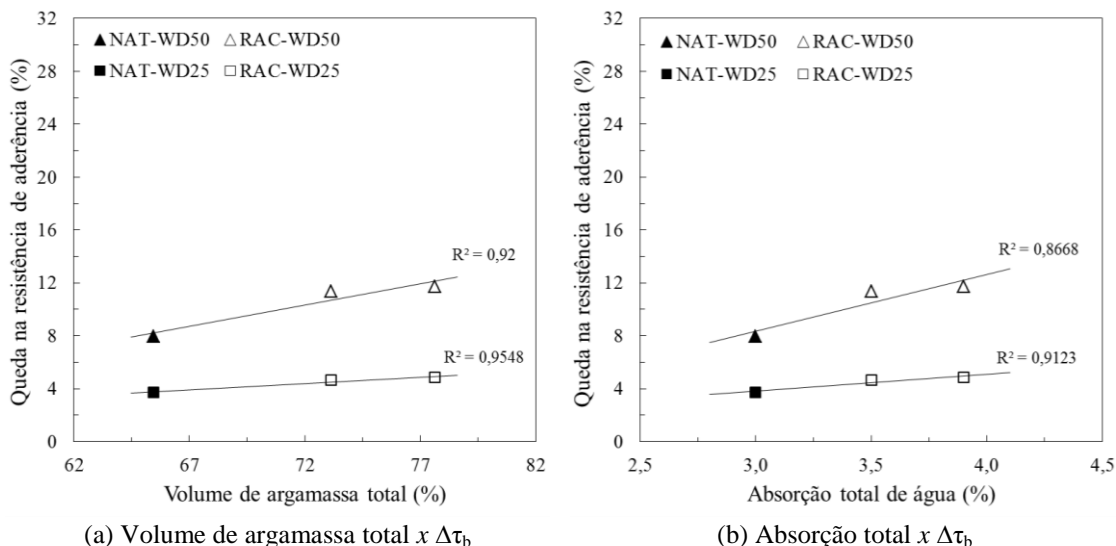 Queda na resistência de aderência (%)
32
28
24
20
16
12
8
4
0
NAT-WD50 RAC-WD50
NAT-WD25 RAC-WD25
R² = 0,92
R² = 0,9548
62 67 72 77 82
Volume de argamassa total (%)
(a) Volume de argamassa total x Δτb
Queda na resistência de aderência (%)
32
28
24
20
16
12
8
4
0
NAT-WD50 RAC-WD50
NAT-WD25 RAC-WD25
R² = 0,8668
R² = 0,9123
2,5 3,0 3,5 4,0 4,5
Absorção total de água (%)
(b) Absorção total x Δτb